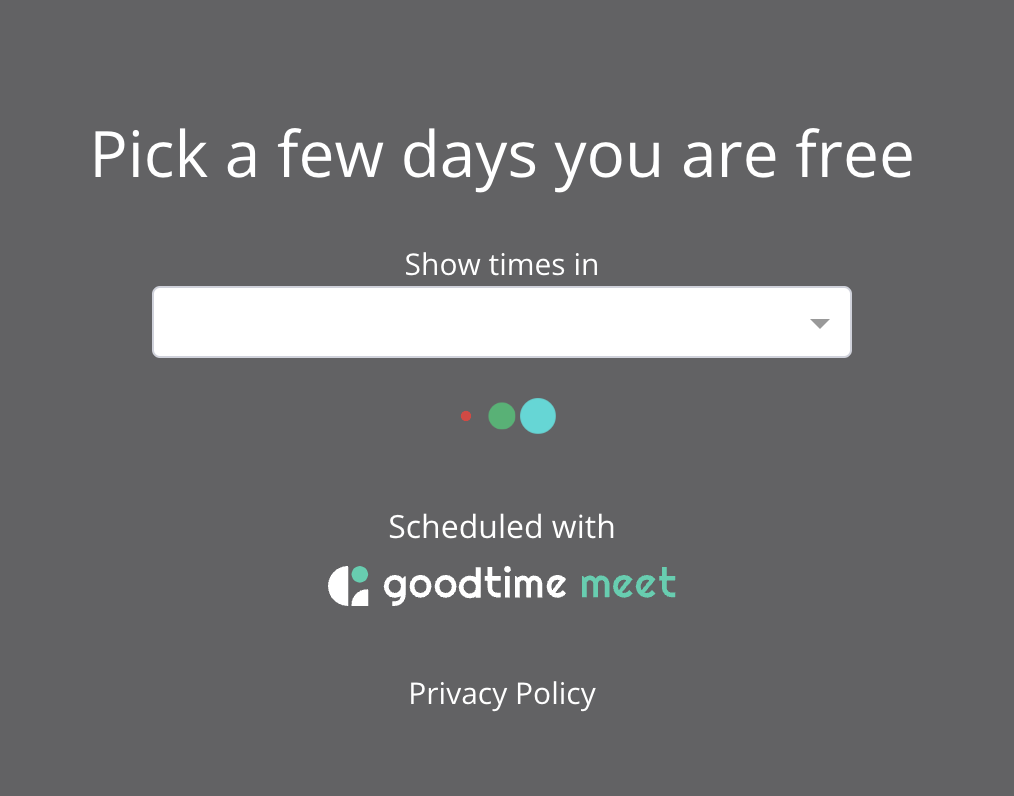 Pick a few days you are free
Show times in
Scheduled with
goodtime meet
Privacy Policy